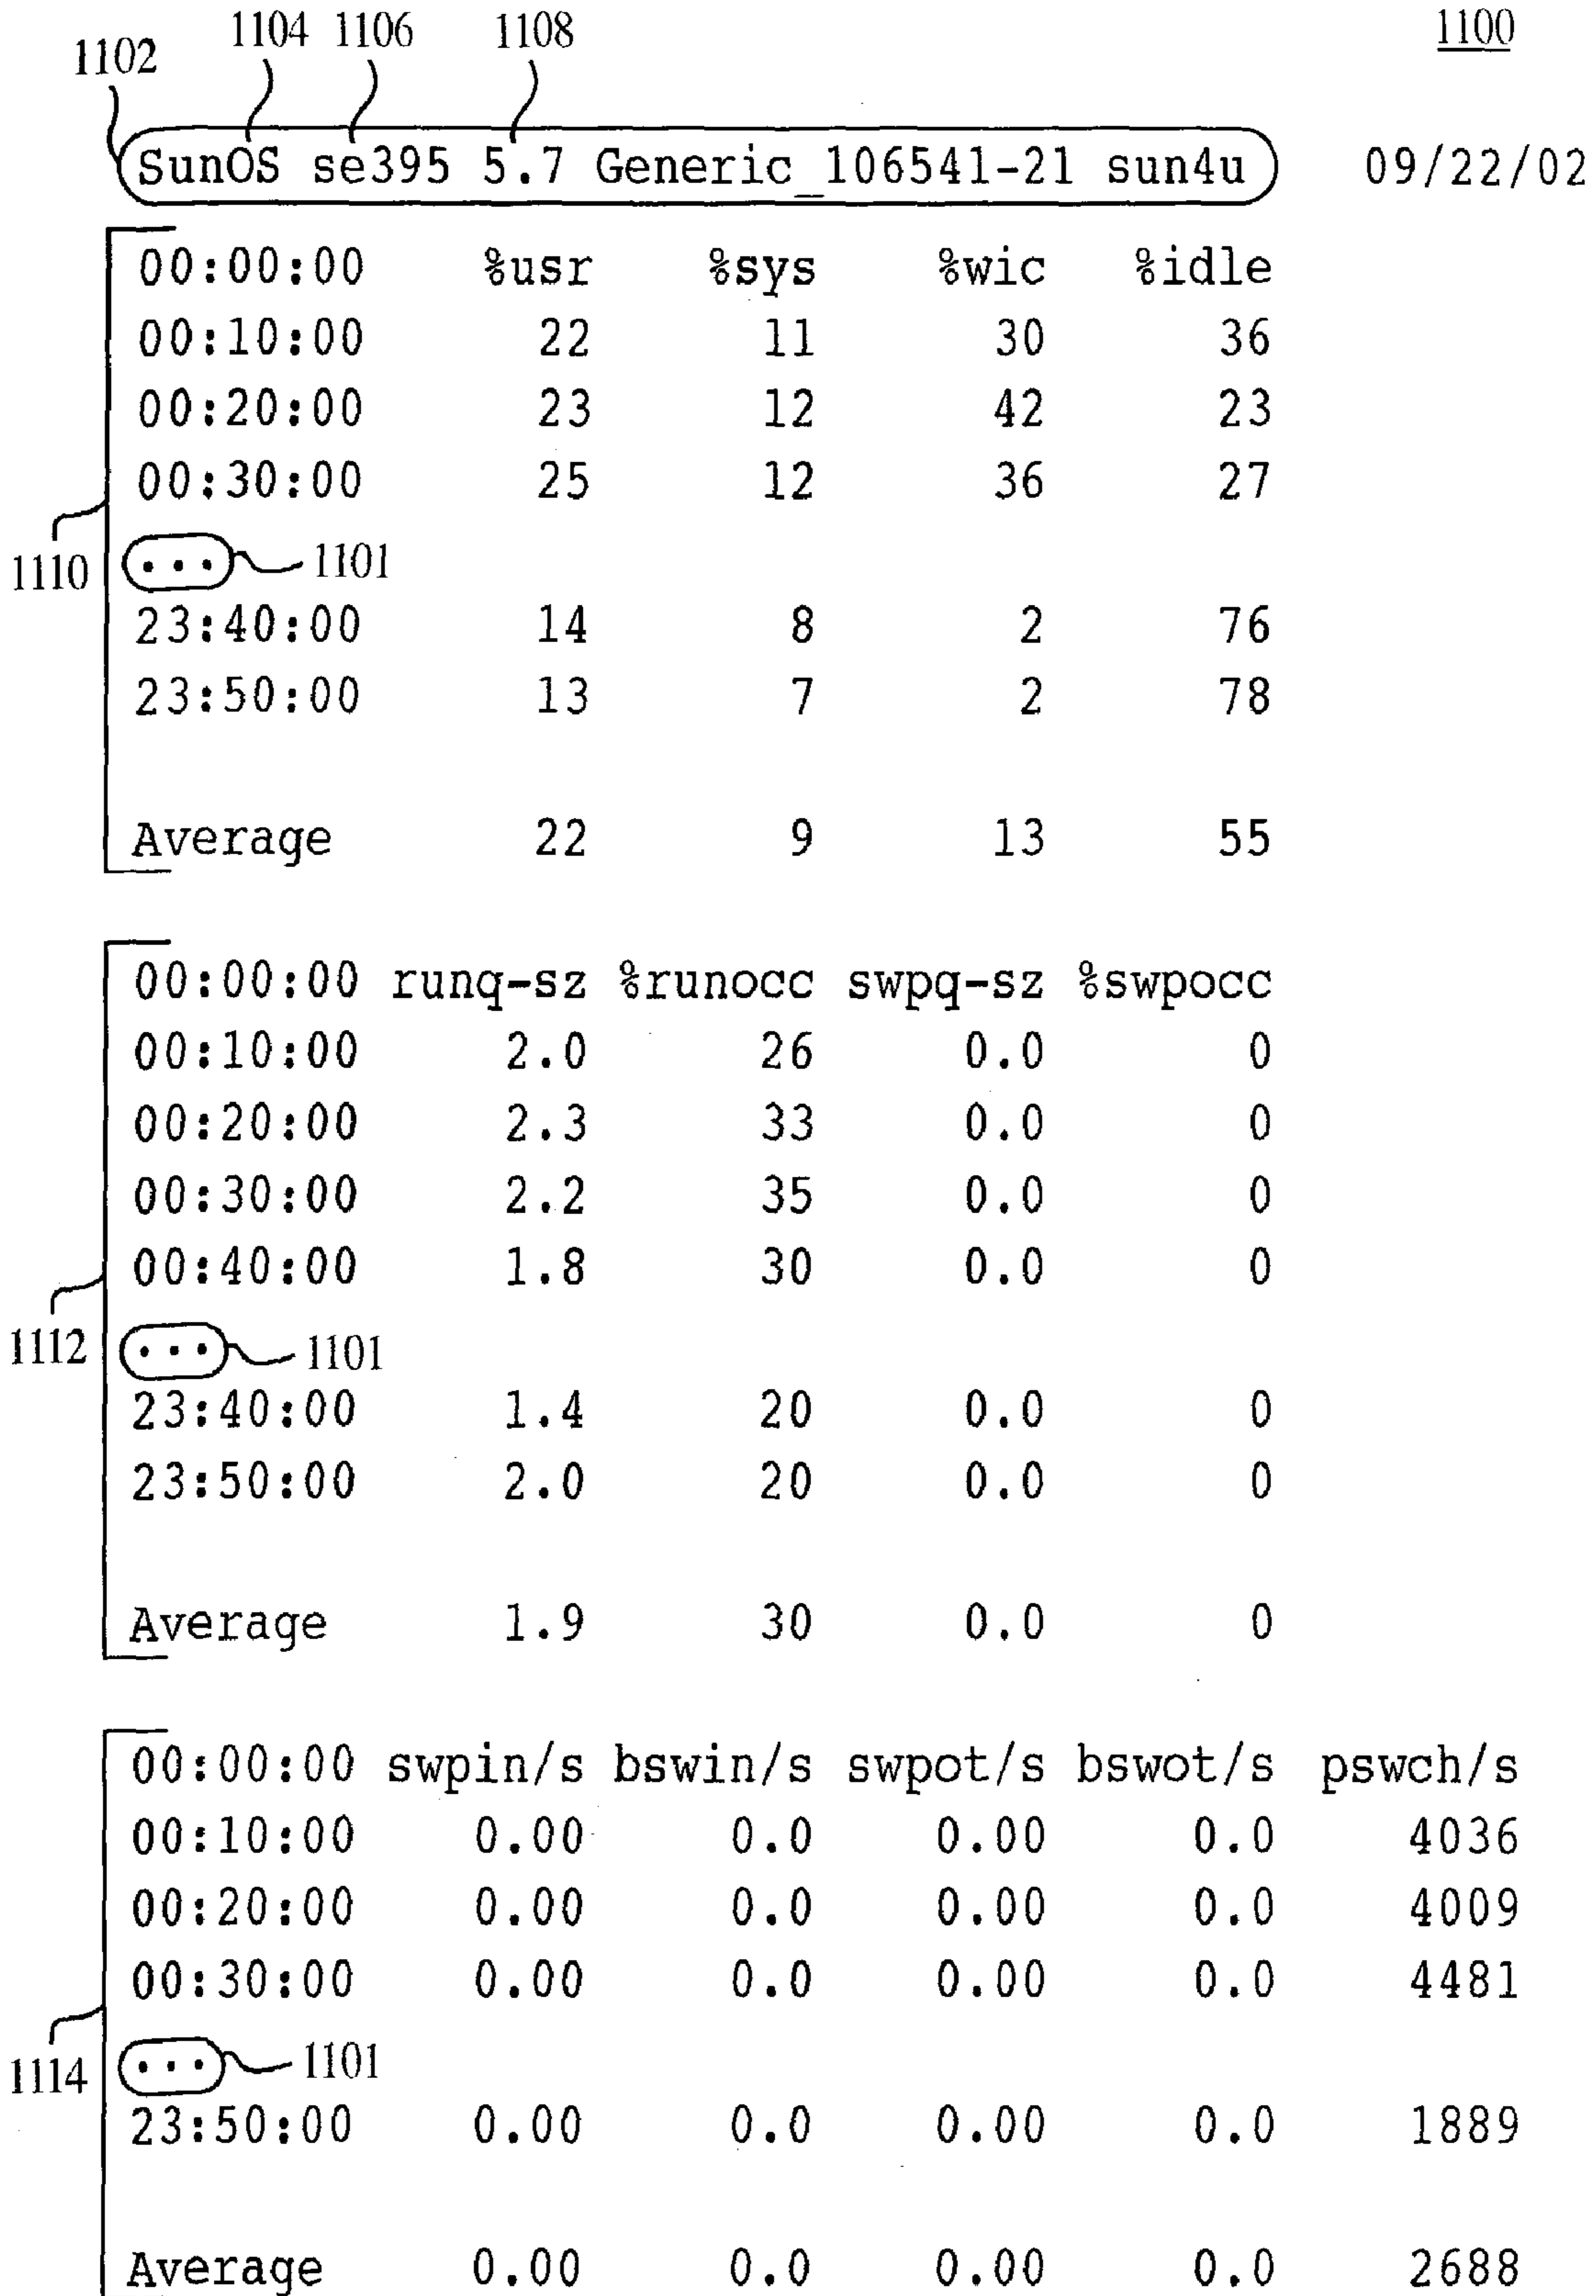 1102 1104 1106 1108 1100
SunOS se395 5.7 Generic_106541-21 sun4u 09/22/02
00:00:00 %usr %sys %wic %idle
00:10:00 22 11 30 36
00:20:00 23 12 42 23
00:30:00 25 12 36 27
1110 ... 1101
23:40:00 14 8 2 76
23:50:00 13 7 2 78
Average 22 9 13 55
00:00:00 runq-sz %runocc swpq-sz %swpocc
00:10:00 2.0 26 0.0 0
00:20:00 2.3 33 0.0 0
00:30:00 2.2 35 0.0 0
00:40:00 1.8 30 0.0 0
1112 ... 1101
23:40:00 1.4 20 0.0 0
23:50:00 2.0 20 0.0 0
Average 1.9 30 0.0 0
00:00:00 swpin/s bswin/s swpot/s bswot/s pswch/s
00:10:00 0.00 0.0 0.00 0.0 4036
00:20:00 0.00 0.0 0.00 0.0 4009
00:30:00 0.00 0.0 0.00 0.0 4481
1114 ... 1101
23:50:00 0.00 0.0 0.00 0.0 1889
Average 0.00 0.0 0.00 0.0 2688